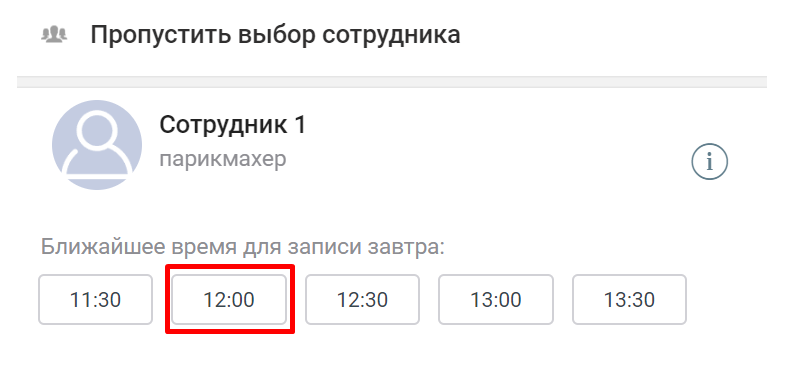 Пропустить выбор сотрудника
Сотрудник 1
парикмахер
i
Ближайшее время для записи завтра:
11:30 12:00 12:30 13:00 13:30